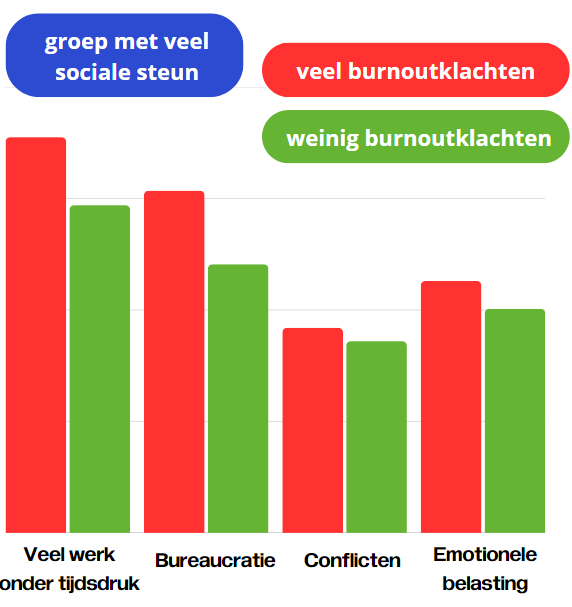 groep met veel
sociale steun
veel burnoutklachten
weinig burnoutklachten
Veel werk
onder tijdsdruk
Bureaucratie
Conflicten
Emotionele
belasting